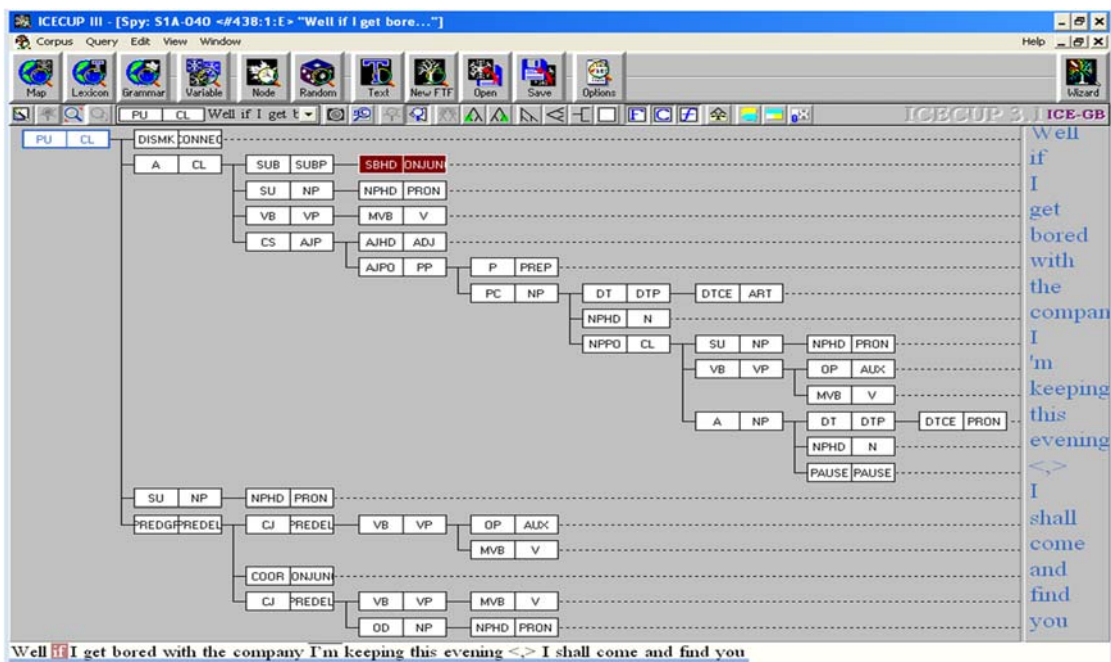 ICECUP III - [Spy: S1A-040 <#438:1:E> "Well if I get bore..."]
Corpus Query Edit View Window Help
Map Lexicon Grammar Variable Node Random Text New FTF Open Save Options Wizard
PU CL Well if I get t F C f ICECUP 3.1 ICE-GB
PU CL DISMK CONNEC Well
A CL SUB SUBP SBHD ONJUN if
SU NP NPHD PRON I
VB VP MVB V get
CS AJP AJHD ADJ bored
AJPO PP P PREP with
PC NP DT DTP DTCE ART the
NPHD N compan
NPPO CL SU NP NPHD PRON I
VB VP OP AUX 'm
MVB V keeping
A NP DT DTP DTCE PRON this
NPHD N evening
PAUSE PAUSE <,>
SU NP NPHD PRON I
PREDGF PREDEL CJ PREDEL VB VP OP AUX shall
MVB V come
COOR ONJUN and
CJ PREDEL VB VP MVB V find
OD NP NPHD PRON you
Well if I get bored with the company I'm keeping this evening <,> I shall come and find you